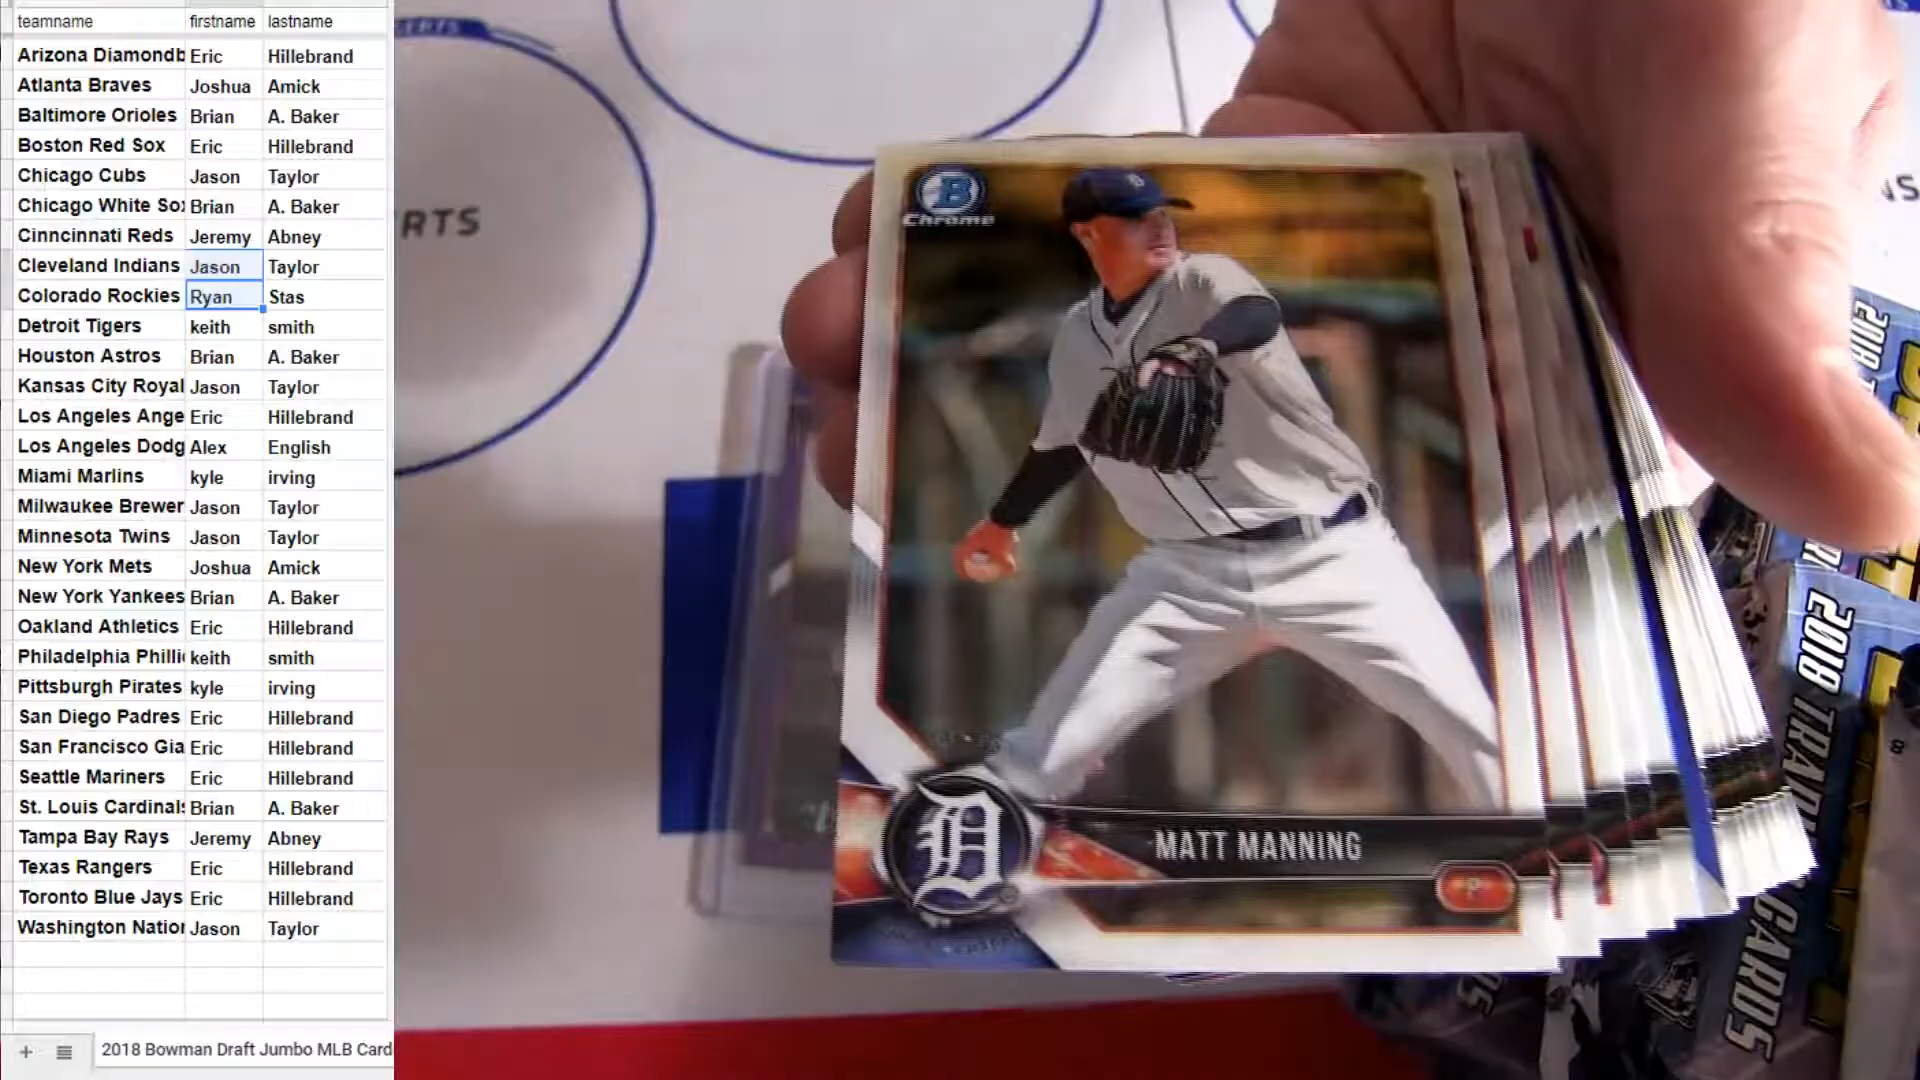 teamname firstname lastname
Arizona Diamondb Eric Hillebrand
Atlanta Braves Joshua Amick
Baltimore Orioles Brian A. Baker
Boston Red Sox Eric Hillebrand
Chicago Cubs Jason Taylor
Chicago White Sox Brian A. Baker
Cinncinnati Reds Jeremy Abney
Cleveland Indians Jason Taylor
Colorado Rockies Ryan Stas
Detroit Tigers keith smith
Houston Astros Brian A. Baker
Kansas City Royal Jason Taylor
Los Angeles Ange Eric Hillebrand
Los Angeles Dodg Alex English
Miami Marlins kyle irving
Milwaukee Brewer Jason Taylor
Minnesota Twins Jason Taylor
New York Mets Joshua Amick
New York Yankees Brian A. Baker
Oakland Athletics Eric Hillebrand
Philadelphia Philli keith smith
Pittsburgh Pirates kyle irving
San Diego Padres Eric Hillebrand
San Francisco Gia Eric Hillebrand
Seattle Mariners Eric Hillebrand
St. Louis Cardinals Brian A. Baker
Tampa Bay Rays Jeremy Abney
Texas Rangers Eric Hillebrand
Toronto Blue Jays Eric Hillebrand
Washington Nation Jason Taylor
2018 Bowman Draft Jumbo MLB Card
ERTS
RTS
B
Chrome
D
MATT MANNING
P
2018
2018 TRADING CARDS